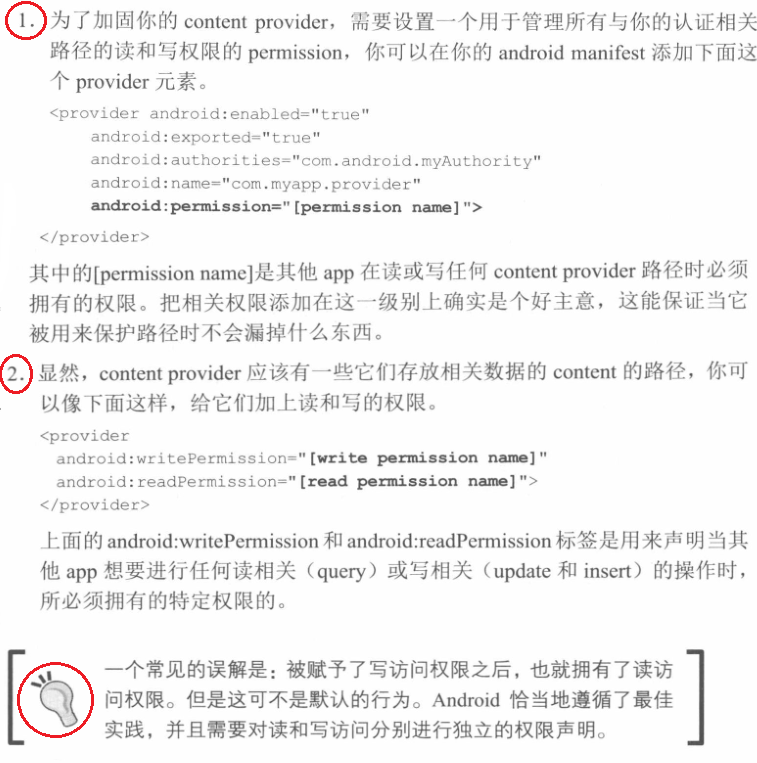 1. 为了加固你的 content provider，需要设置一个用于管理所有与你的认证相关
路径的读和写权限的 permission，你可以在你的 android manifest 添加下面这
个 provider 元素。
<provider android:enabled="true"
android:exported="true"
android:authorities="com.android.myAuthority"
android:name="com.myapp.provider"
android:permission="[permission name]">
</provider>
其中的[permission name]是其他 app 在读或写任何 content provider 路径时必须
拥有的权限。把相关权限添加在这一级别上确实是个好主意，这能保证当它
被用来保护路径时不会漏掉什么东西。
2. 显然，content provider 应该有一些它们存放相关数据的 content 的路径，你可
以像下面这样，给它们加上读和写的权限。
<provider
android:writePermission="[write permission name]"
android:readPermission="[read permission name]">
</provider>
上面的 android:writePermission 和 android:readPermission 标签是用来声明当其
他 app 想要进行任何读相关（query）或写相关（update 和 insert）的操作时，
所必须拥有的特定权限的。
一个常见的误解是：被赋予了写访问权限之后，也就拥有了读访
问权限。但是这可不是默认的行为。Android 恰当地遵循了最佳
实践，并且需要对读和写访问分别进行独立的权限声明。